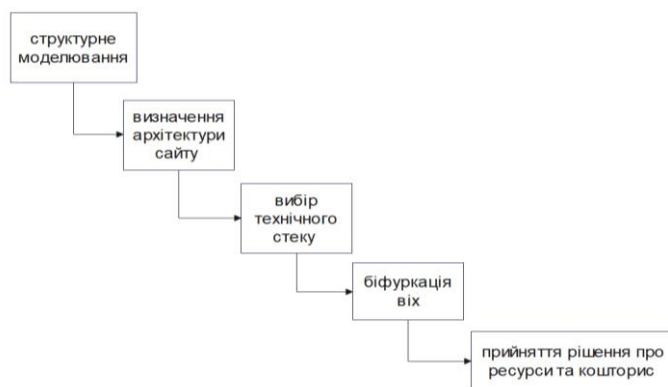 структурне
моделювання
визначення
архітектури
сайту
вибір
технічного
стеку
біфуркація
віх
прийняття рішення про
ресурси та кошторис